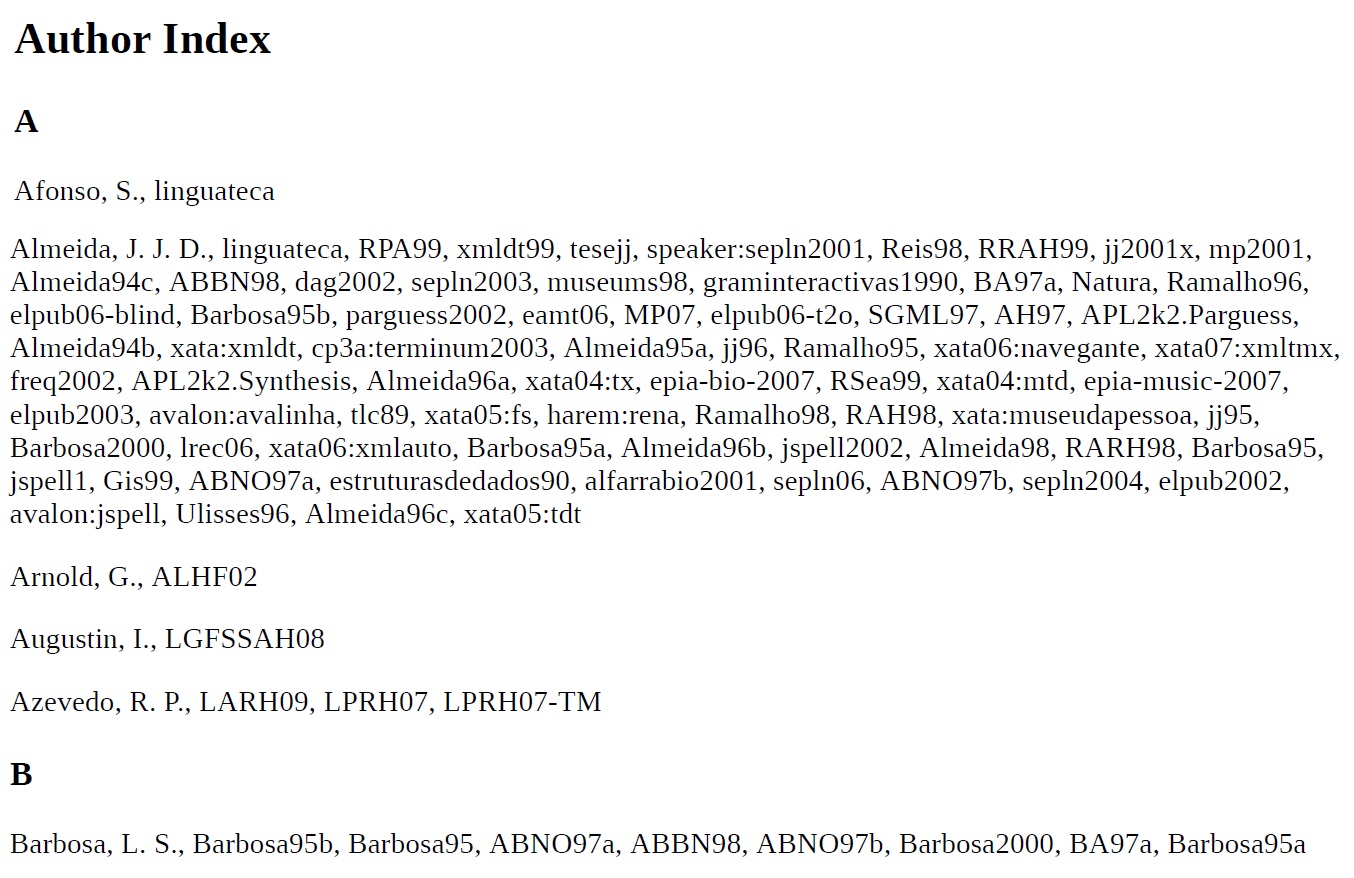 Author Index
A
Afonso, S., linguateca
Almeida, J. J. D., linguateca, RPA99, xmldt99, tesejj, speaker:sepln2001, Reis98, RRAH99, jj2001x, mp2001,
Almeida94c, ABBN98, dag2002, sepln2003, museums98, graminteractivas1990, BA97a, Natura, Ramalho96,
elpub06-blind, Barbosa95b, parguess2002, eamt06, MP07, elpub06-t2o, SGML97, AH97, APL2k2.Parguess,
Almeida94b, xata:xmldt, cp3a:terminum2003, Almeida95a, jj96, Ramalho95, xata06:navegante, xata07:xmltmx,
freq2002, APL2k2.Synthesis, Almeida96a, xata04:tx, epia-bio-2007, RSea99, xata04:mtd, epia-music-2007,
elpub2003, avalon:avalinha, tlc89, xata05:fs, harem:rena, Ramalho98, RAH98, xata:museudapessoa, jj95,
Barbosa2000, lrec06, xata06:xmlauto, Barbosa95a, Almeida96b, jspell2002, Almeida98, RARH98, Barbosa95,
jspell1, Gis99, ABNO97a, estruturasdedados90, alfarrabio2001, sepln06, ABNO97b, sepln2004, elpub2002,
avalon:jspell, Ulisses96, Almeida96c, xata05:tdt
Arnold, G., ALHF02
Augustin, I., LGFSSAH08
Azevedo, R. P., LARH09, LPRH07, LPRH07-TM
B
Barbosa, L. S., Barbosa95b, Barbosa95, ABNO97a, ABBN98, ABNO97b, Barbosa2000, BA97a, Barbosa95a